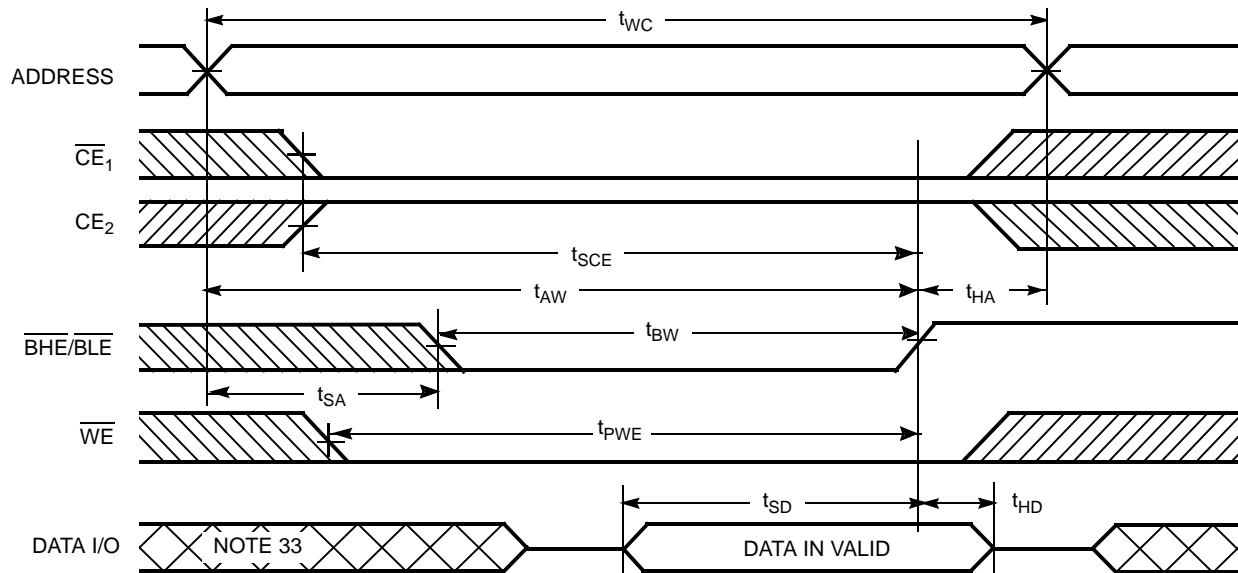 tWC
ADDRESS
CE1
CE2
tSCE
tAW
tHA
BHE/BLE
tBW
tSA
WE
tPWE
tSD
tHD
DATA I/O
NOTE 33
DATA IN VALID